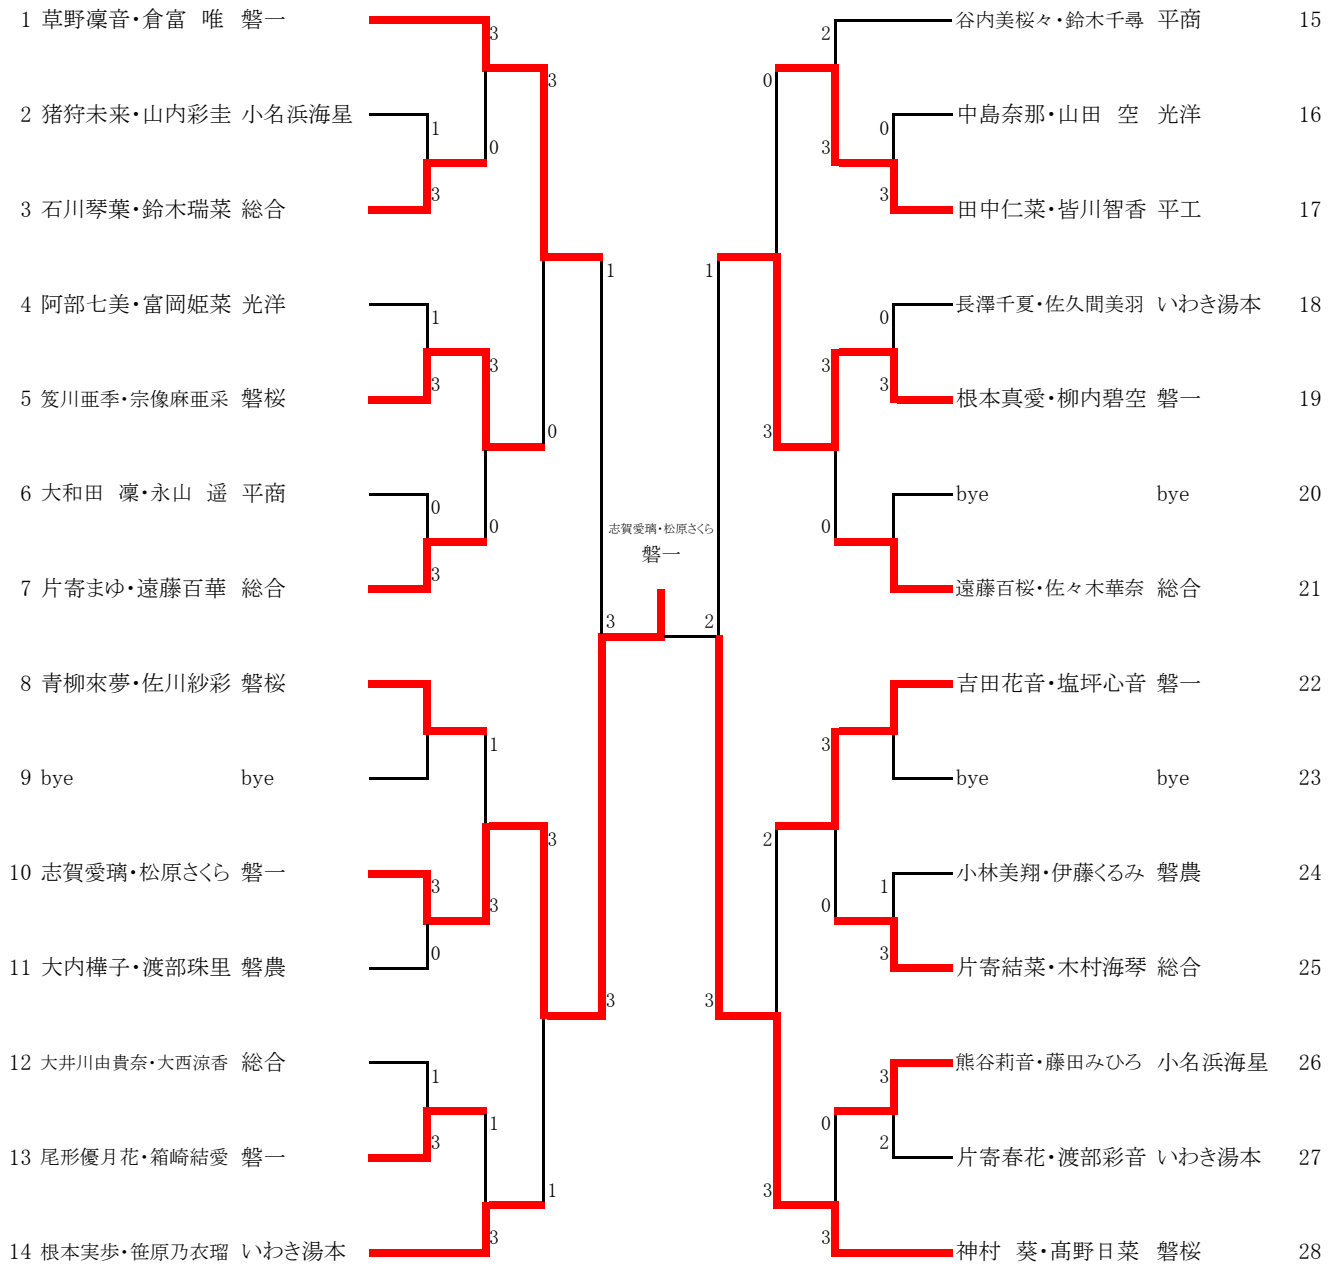 1 草野凜音・倉富 唯 磐一
2 猪狩未来・山内彩圭 小名浜海星
3 石川琴葉・鈴木瑞菜 総合
4 阿部七美・富岡姫菜 光洋
5 笈川亜季・宗像麻亜采 磐桜
6 大和田 凜・永山 遥 平商
7 片寄まゆ・遠藤百華 総合
8 青柳來夢・佐川紗彩 磐桜
9 bye bye
10 志賀愛璃・松原さくら 磐一
11 大内樺子・渡部珠里 磐農
12 大井川由貴奈・大西涼香 総合
13 尾形優月花・箱崎結愛 磐一
14 根本実歩・笹原乃衣瑠 いわき湯本
3
1
0
3
3
1
3
3
0
0
0
3
1
1
3
3
3
0
3
1
1
3
1
3
3
志賀愛璃・松原さくら
磐一
2
0
0
3
3
1
0
3
3
3
0
2
3
2
1
0
3
3
3
0
2
3
3
谷内美桜々・鈴木千尋 平商 15
中島奈那・山田 空 光洋 16
田中仁菜・皆川智香 平工 17
長澤千夏・佐久間美羽 いわき湯本 18
根本真愛・柳内碧空 磐一 19
bye bye 20
遠藤百桜・佐々木華奈 総合 21
吉田花音・塩坪心音 磐一 22
bye bye 23
小林美翔・伊藤くるみ 磐農 24
片寄結菜・木村海琴 総合 25
熊谷莉音・藤田みひろ 小名浜海星 26
片寄春花・渡部彩音 いわき湯本 27
神村 葵・髙野日菜 磐桜 28